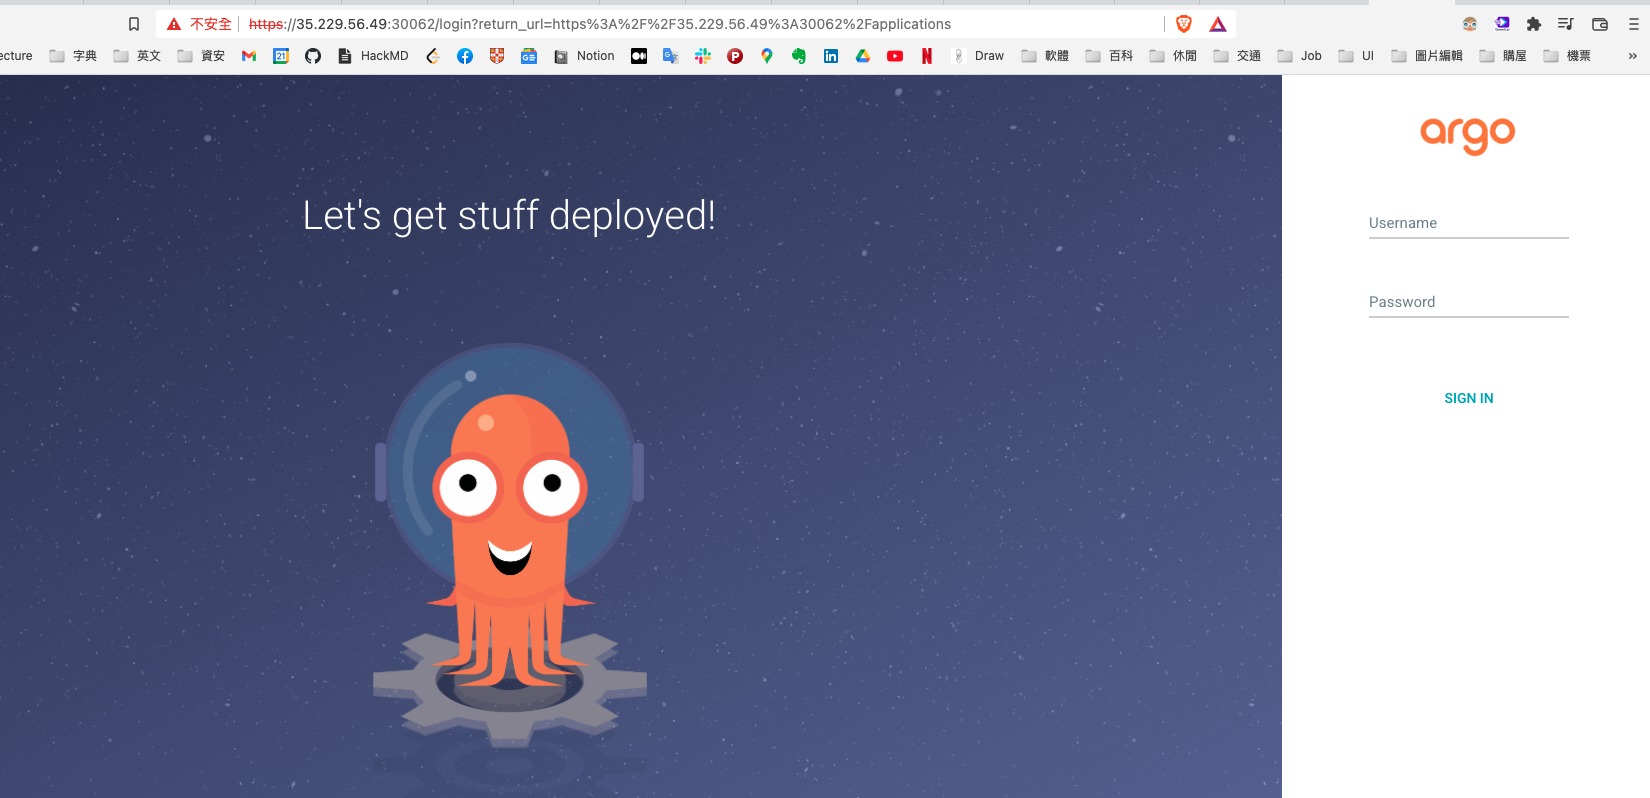 不安全 https://35.229.56.49:30062/login?return_url=https%3A%2F%2F35.229.56.49%3A30062%2Fapplications
ecture 字典 英文 資安 21 HackMD Notion Draw 軟體 百科 休閒 交通 Job UI 圖片編輯 購屋 機票 »
argo
Let's get stuff deployed!
Username
Password
SIGN IN